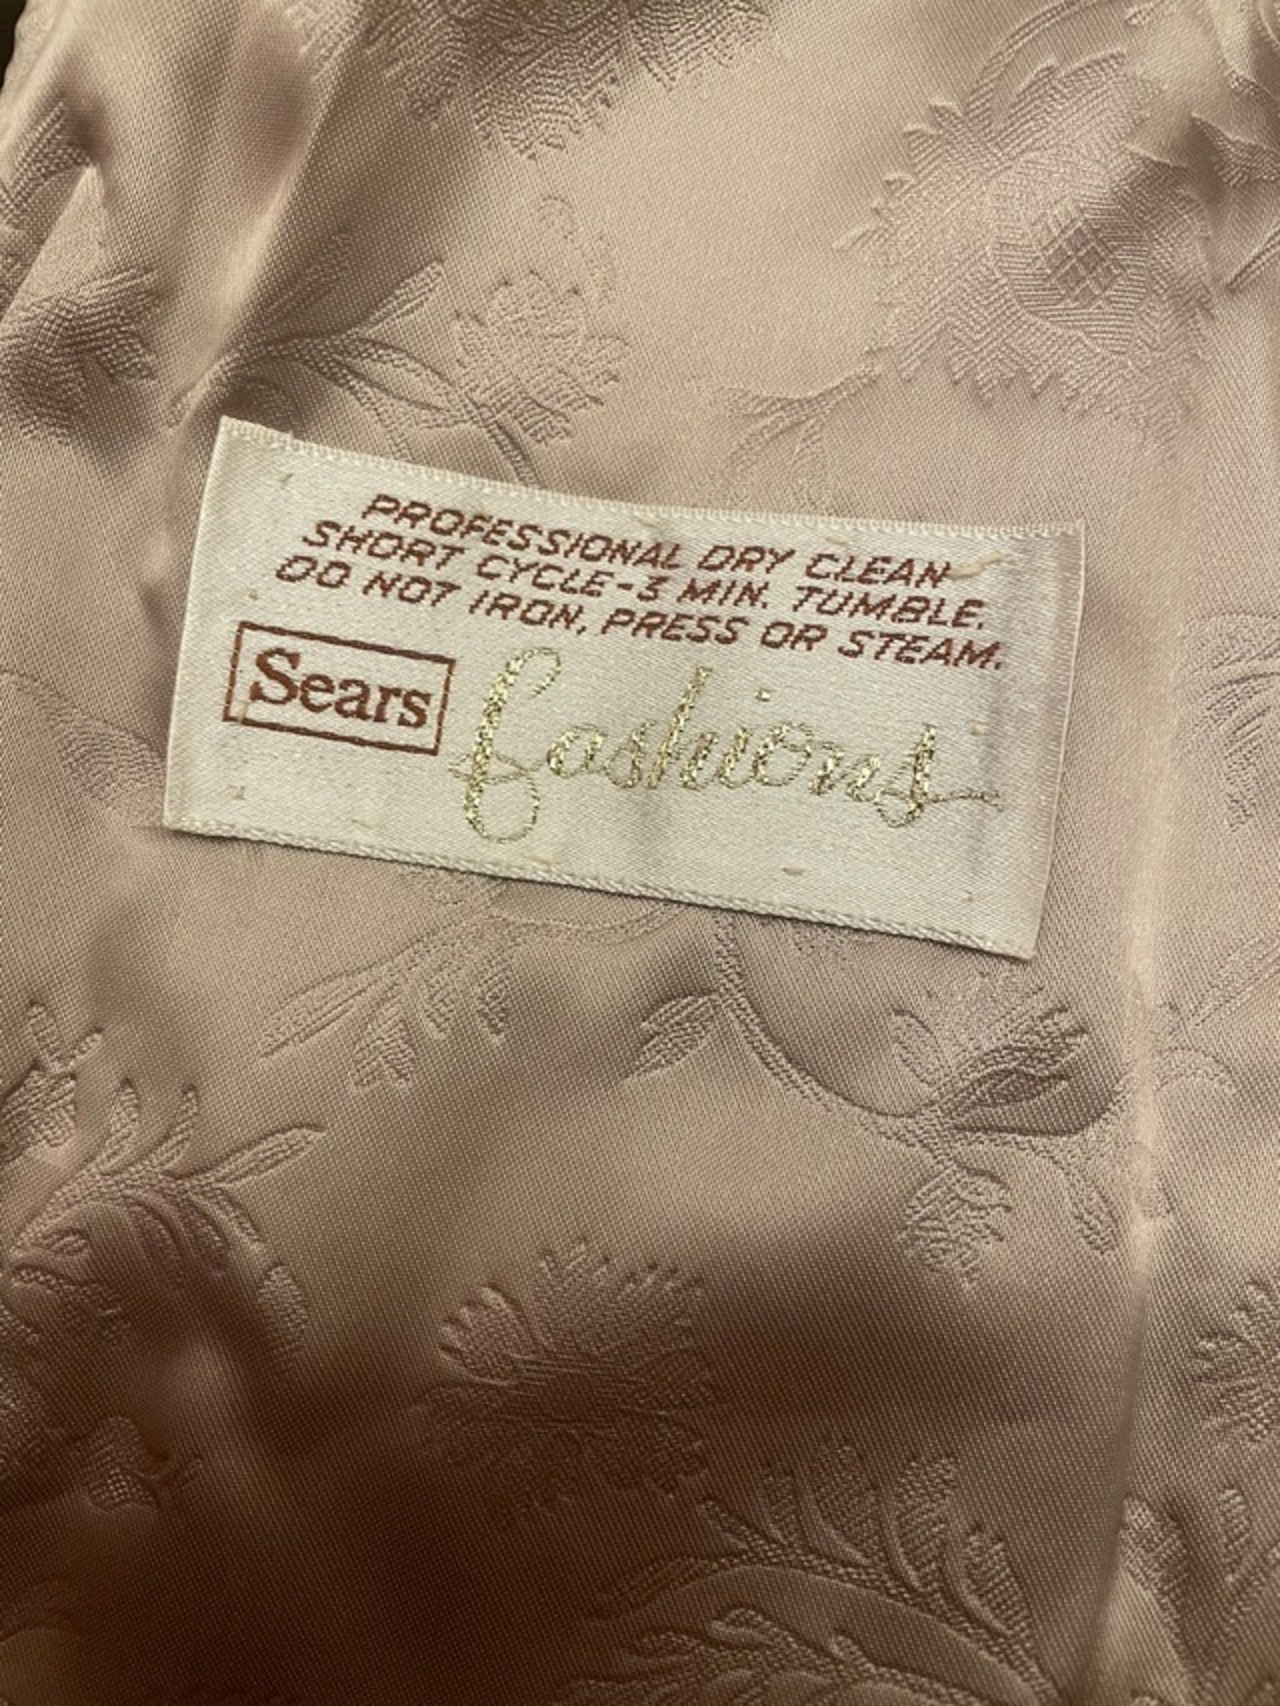 PROFESSIONAL DRY CLEAN
SHORT CYCLE-3 MIN. TUMBLE.
DO NOT IRON, PRESS OR STEAM.
Sears fashions